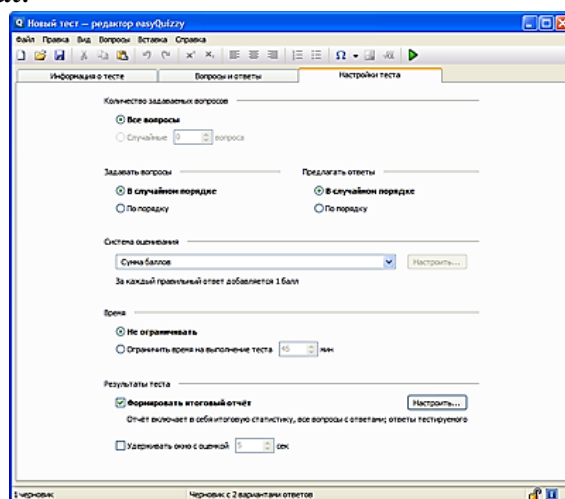 Новый тест — редактор easyQuizzy
Файл Правка Вид Вопросы Вставка Справка
Информация о тесте Вопросы и ответы Настройки теста
Количество задаваемых вопросов
Все вопросы
Случайные 0 вопроса
Задавать вопросы Предлагать ответы
В случайном порядке В случайном порядке
По порядку По порядку
Система оценивания
Сумма баллов Настроить...
За каждый правильный ответ добавляется 1 балл
Время
Не ограничивать
Ограничить время на выполнение теста 45 мин
Результаты теста
Формировать итоговый отчёт Настроить...
Отчёт включает в себя итоговую статистику, все вопросы с ответами; ответы тестируемого
Удерживать окно с оценкой 5 сек
1 черновик Черновик с 2 вариантами ответов